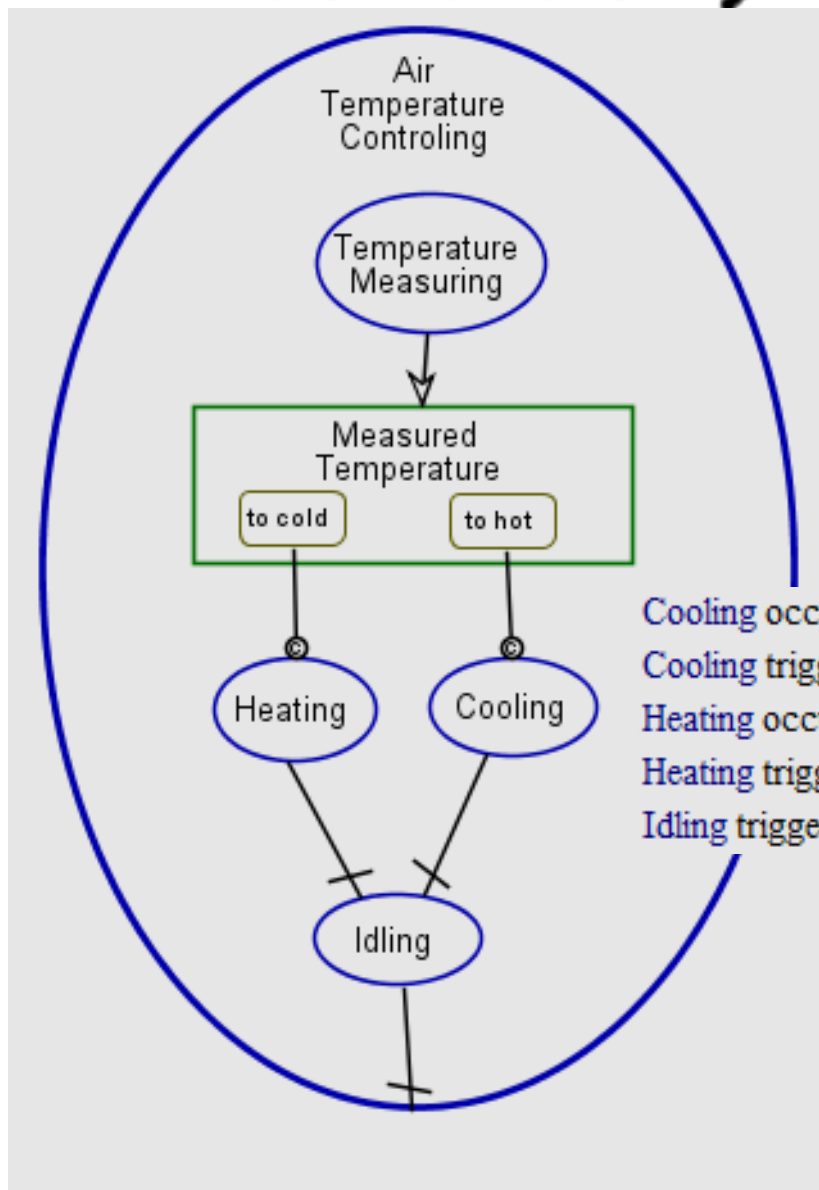 Air
Temperature
Controling
Temperature
Measuring
Measured
Temperature
to cold
to hot
©
©
Heating
Cooling
Cooling
Cooling
Heating
Heating
Idling
Idling